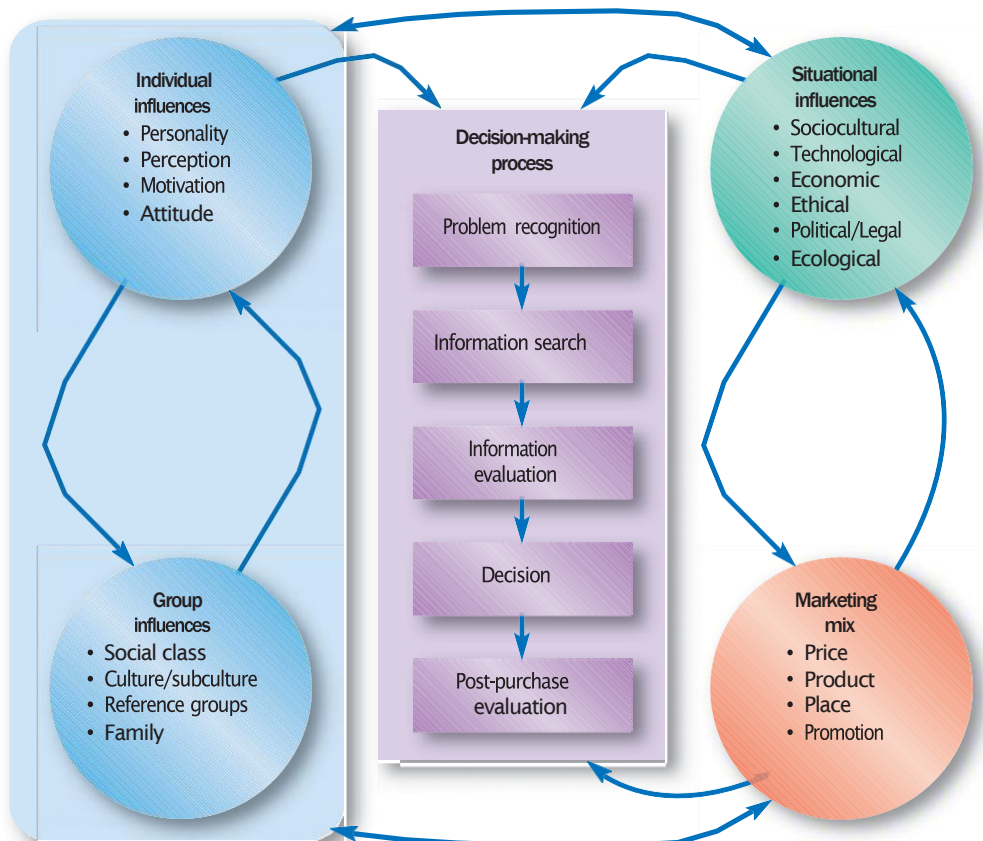 Individual
influences
• Personality
• Perception
• Motivation
• Attitude
Group
influences
• Social class
• Culture/subculture
• Reference groups
• Family
Decision-making
process
Problem recognition
Information search
Information
evaluation
Decision
Post-purchase
evaluation
Situational
influences
• Sociocultural
• Technological
• Economic
• Ethical
• Political/Legal
• Ecological
Marketing
mix
• Price
• Product
• Place
• Promotion